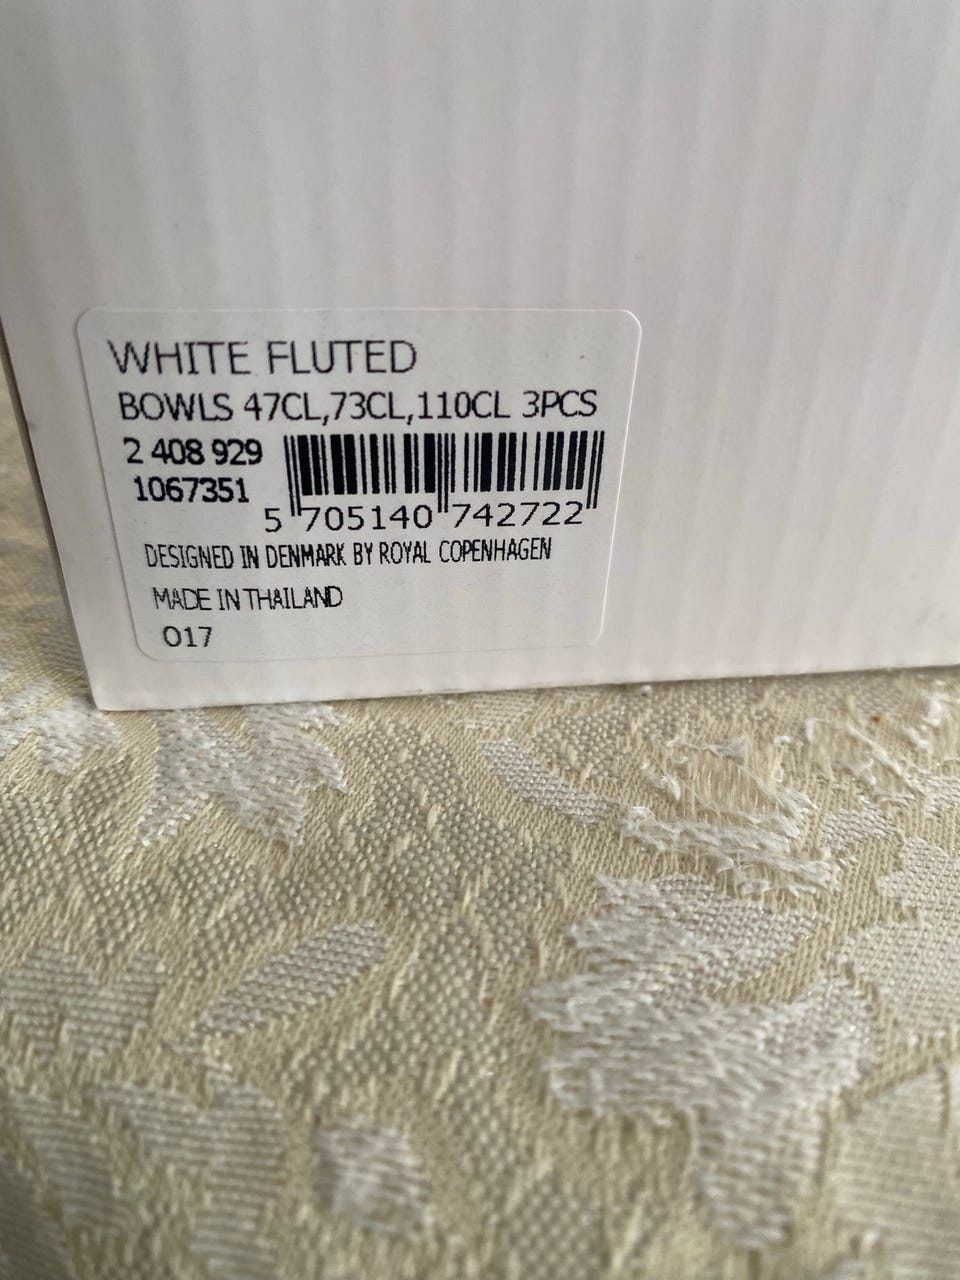 WHITE FLUTED
BOWLS 47CL,73CL,110CL 3PCS
2 408 929
1067351
5 705140 742722
DESIGNED IN DENMARK BY ROYAL COPENHAGEN
MADE IN THAILAND
O17